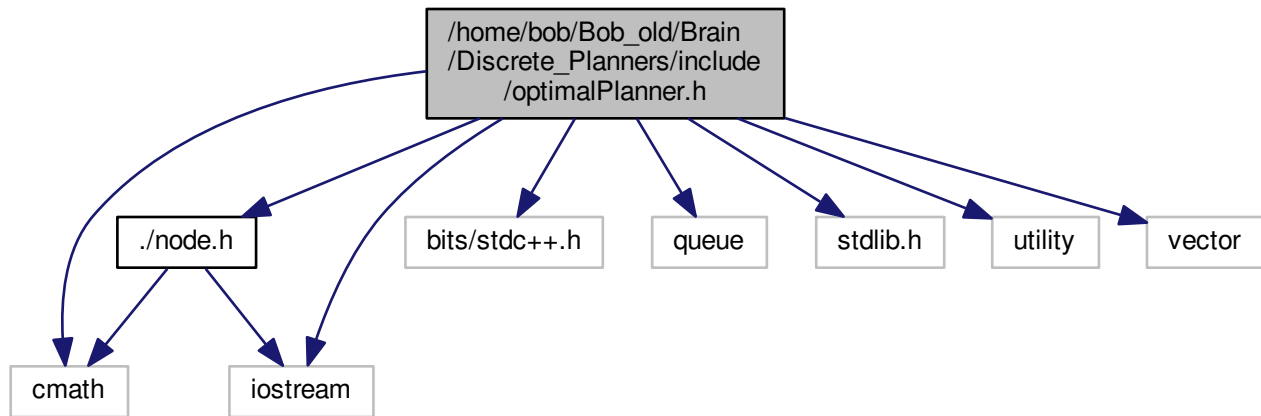 /home/bob/Bob_old/Brain
/Discrete_Planners/include
/optimalPlanner.h
./node.h
bits/stdc++.h
queue
stdlib.h
utility
vector
cmath
iostream